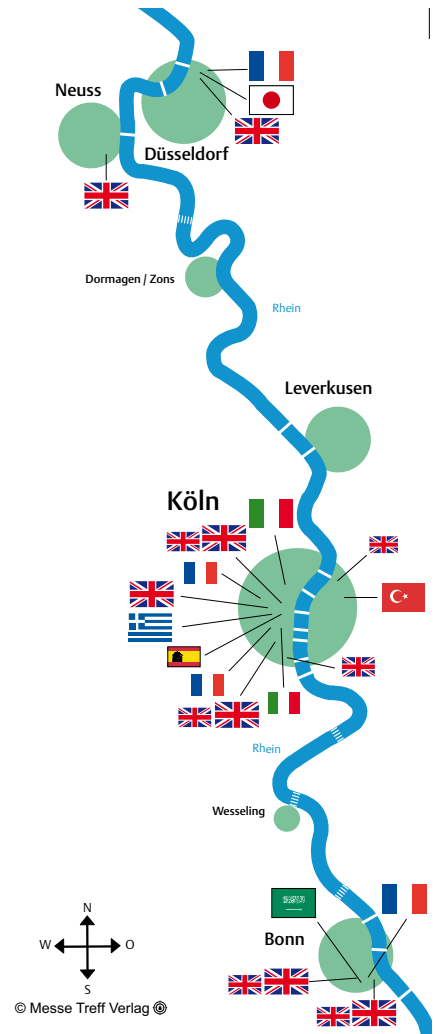 Neuss
Düsseldorf
Dormagen / Zons
Rhein
Leverkusen
Köln
Rhein
Wesseling
N
W
O
S
Bonn
© Messe Treff Verlag